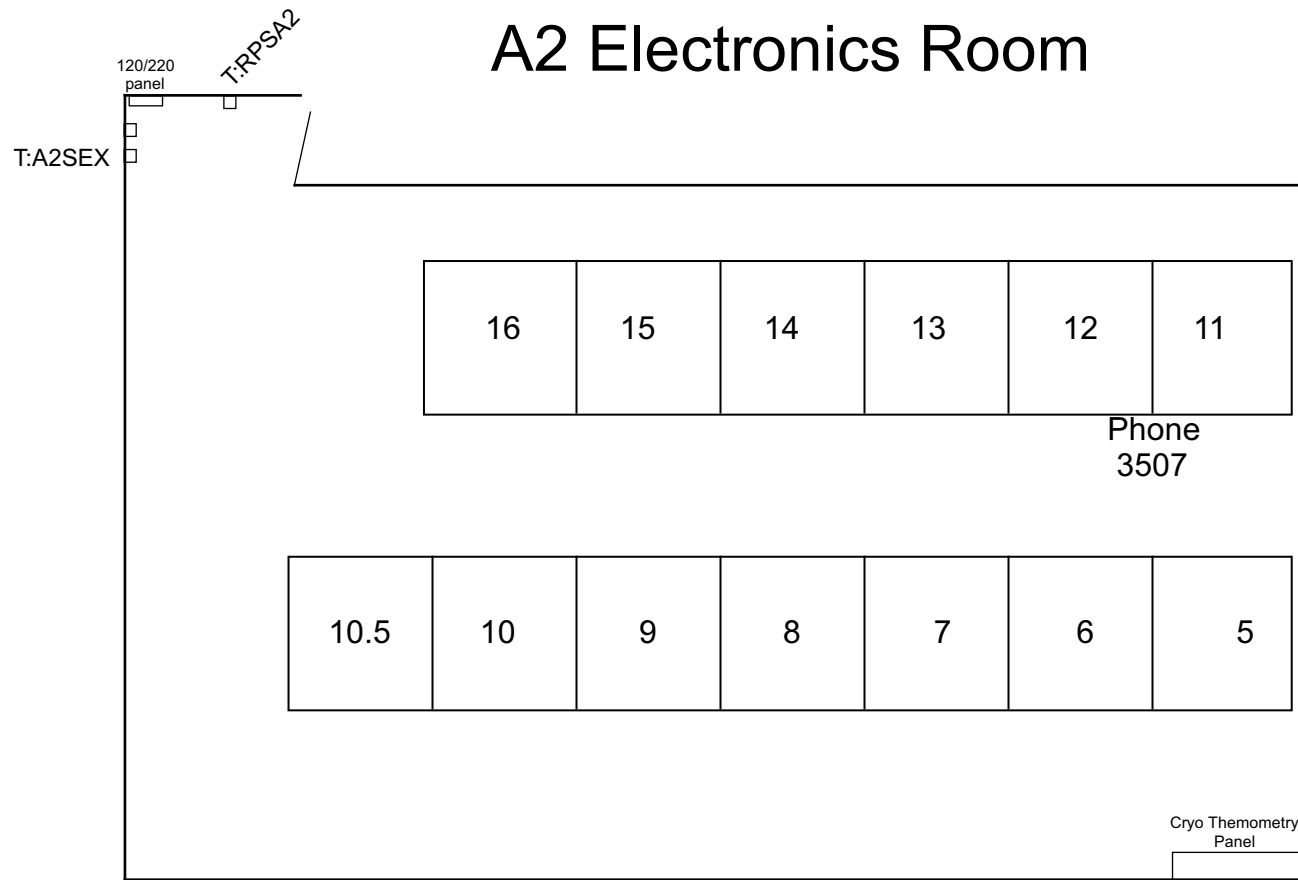 A2 Electronics Room
T:RPSA2
120/220
panel
T:A2SEX
16 15 14 13 12 11
Phone
3507
10.5 10 9 8 7 6 5
Cryo Themometry
Panel